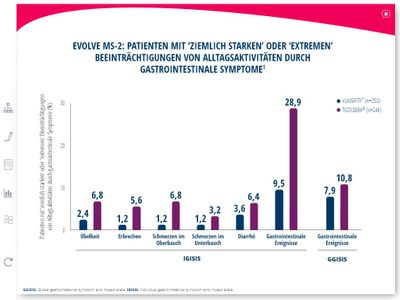 EVOLVE MS-2: PATIENTEN MIT 'ZIEMLICH STARKEN' ODER 'EXTREMEN'
BEEINTRÄCHTIGUNGEN VON ALLTAGSAKTIVITÄTEN DURCH
GASTROINTESTINALE SYMPTOME¹
Patienten mit 'ziemlich starken' oder 'extremen' Beeinträchtigungen
von Alltagsaktivitäten durch gastrointestinale Symptome (%)
30
20
10
0
VUMERITY® (n=253)
TECFIDERA® (n=249)
2,4 6,8
1,2 5,6
1,2 6,8
1,2 3,2
3,6 6,4
9,5 28,9
7,9 10,8
Übelkeit
Erbrechen
Schmerzen im
Oberbauch
Schmerzen im
Unterbauch
Diarrhö
Gastrointestinale
Ereignisse
Gastrointestinale
Ereignisse
IGISIS
GGISIS
GGISIS: Global gastrointestinal symptom and impact scale IGISIS: Individual gastrointestinal symptom and impact scale